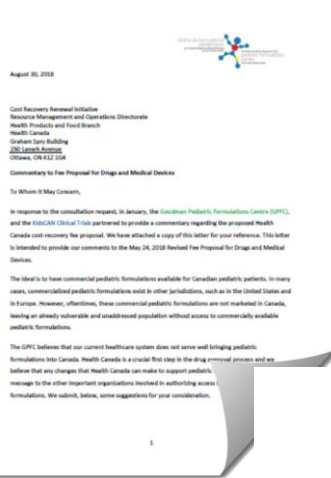 August 30, 2018
Cost Recovery Renewal Initiative
Resource Management and Operations Directorate
Health Products and Food Branch
Health Canada
Graham Spry Building
250 Lanark Avenue
Ottawa, ON K1Z 1G4
Commentary to Fee Proposal for Drugs and Medical Devices
To Whom It May Concern,
In response to the consultation request, in January, the Goodman Pediatric Formulations Centre (GPFC),
and the KidsCAN Clinical Trials partnered to provide a commentary regarding the proposed Health
Canada cost-recovery fee proposal. We have attached a copy of this letter for your reference. This letter
is intended to provide our comments to the May 24, 2018 Revised Fee Proposal for Drugs and Medical
Devices.
The ideal is to have commercial pediatric formulations available for Canadian pediatric patients. In many
cases, commercialized pediatric formulations exist in other jurisdictions, such as in the United States and
in Europe. However, oftentimes, these commercial pediatric formulations are not marketed in Canada,
leaving an already vulnerable and unaddressed population without access to commercially available
pediatric formulations.
The GPFC believes that our current healthcare system does not serve well bringing pediatric
formulations into Canada. Health Canada is a crucial first step in the drug approval process and we
believe that any changes that Health Canada can make to support pediatric
message to the other important organizations involved in authorizing access
formulations. We submit, below, some suggestions for your consideration.
1